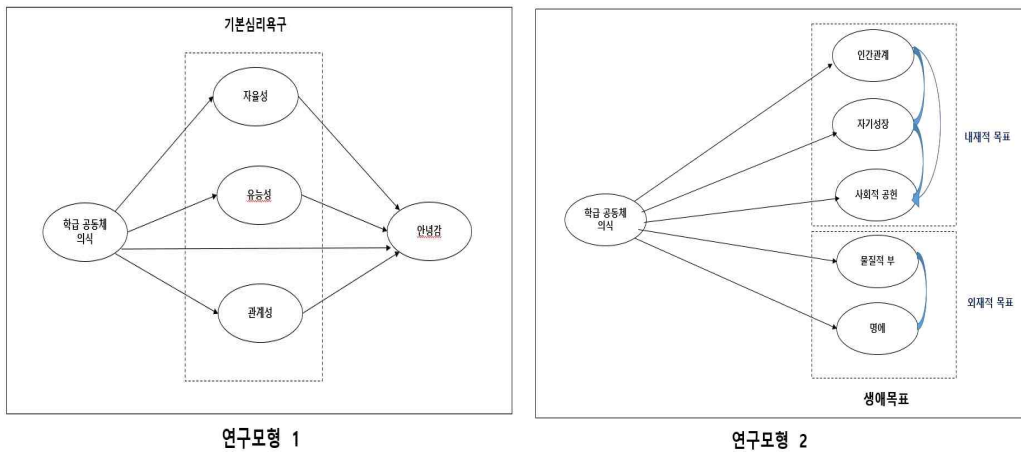 기본심리욕구
자율성
유능성
학급 공동체
의식
안녕감
관계성
연구모형 1
인간관계
자기성장
사회적 공헌
내재적 목표
학급 공동체
의식
물질적 부
명예
외재적 목표
생애목표
연구모형 2